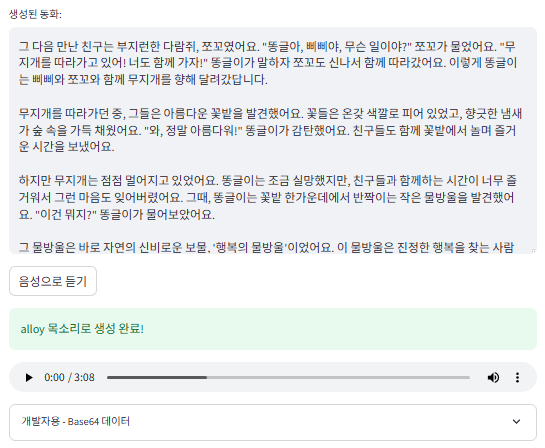 생성된 동화:
그 다음 만난 친구는 부지런한 다람쥐, 쪼꼬였어요. "똥글아, 삐삐야, 무슨 일이야?" 쪼꼬가 물었어요. "무
지개를 따라가고 있어! 너도 함께 가자!" 똥글이가 말하자 쪼꼬도 신나서 함께 따라갔어요. 이렇게 똥글이
는 삐삐와 쪼꼬와 함께 무지개를 향해 달려갔답니다.
무지개를 따라가던 중, 그들은 아름다운 꽃밭을 발견했어요. 꽃들은 온갖 색깔로 피어 있었고, 향긋한 냄새
가 숲 속을 가득 채웠어요. "와, 정말 아름다워!" 똥글이가 감탄했어요. 친구들도 함께 꽃밭에서 놀며 즐거
운 시간을 보냈어요.
하지만 무지개는 점점 멀어지고 있었어요. 똥글이는 조금 실망했지만, 친구들과 함께하는 시간이 너무 즐
거워서 그런 마음도 잊어버렸어요. 그때, 똥글이는 꽃밭 한가운데에서 반짝이는 작은 물방울을 발견했어
요. "이건 뭐지?" 똥글이가 물어보았어요.
그 물방울은 바로 자연의 신비로운 보물, '행복의 물방울'이었어요. 이 물방울은 진정한 행복을 찾는 사람
음성으로 듣기
alloy 목소리로 생성 완료!
0:00 / 3:08
개발자용 - Base64 데이터